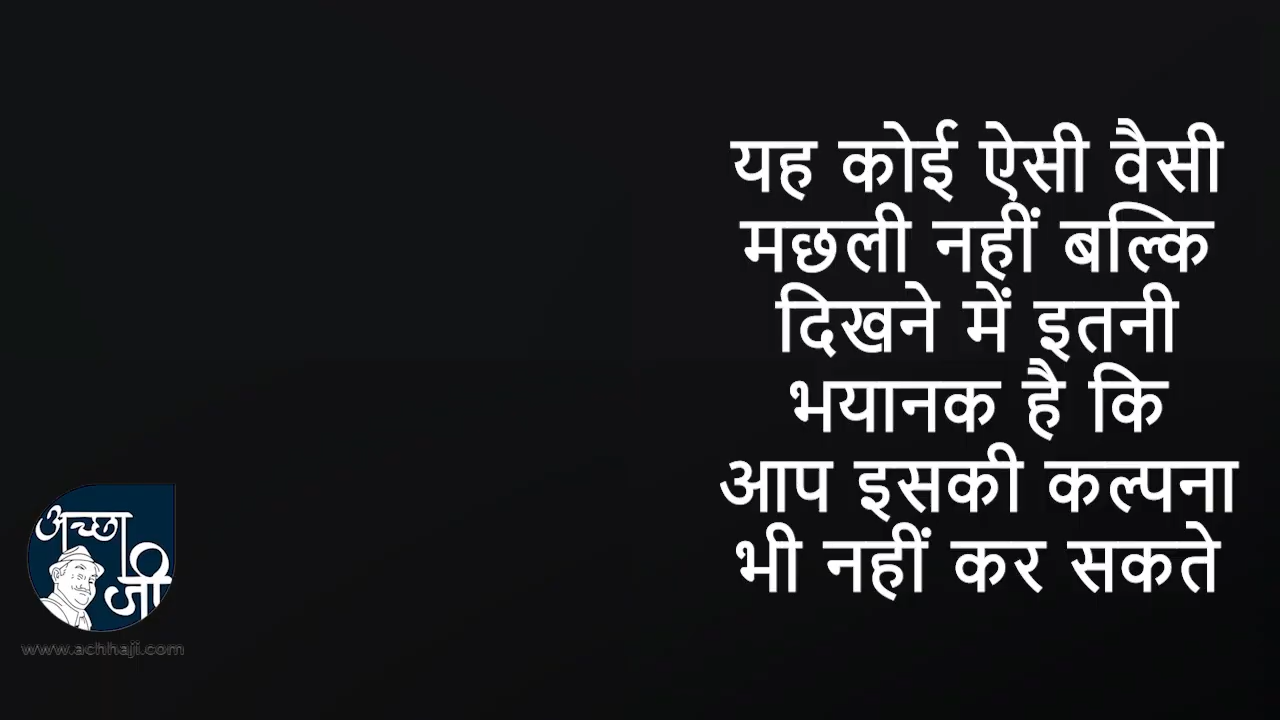 यह कोई ऐसी वैसी
मछली नहीं बल्कि
दिखने में इतनी
भयानक है कि
आप इसकी कल्पना
भी नहीं कर सकते
अच्छा
जी
www.achhaji.com